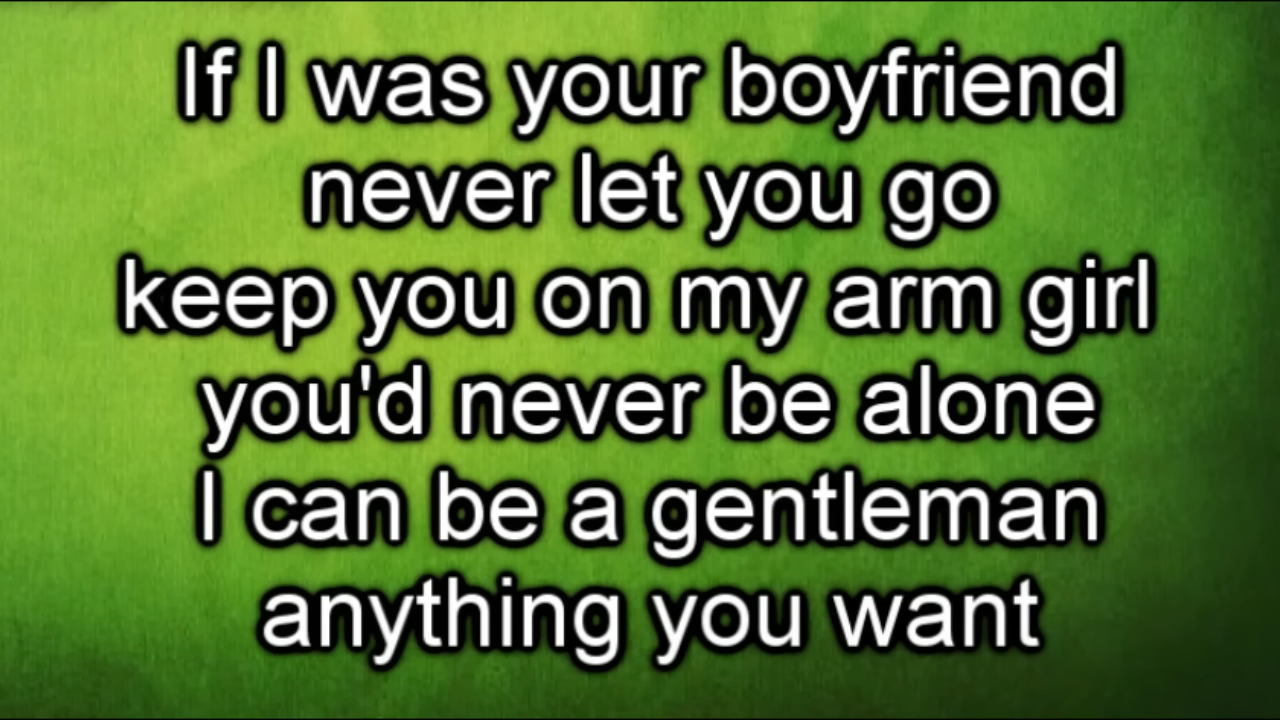 If I was your boyfriend
never let you go
keep you on my arm girl
you'd never be alone
I can be a gentleman
anything you want